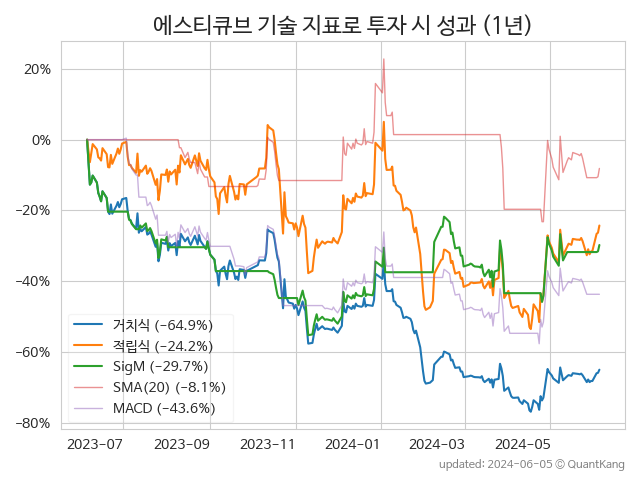 에스티큐브 기술 지표로 투자 시 성과 (1년)
20%
0%
−20%
−40%
−60%
−80%
거치식 (−64.9%)
적립식 (−24.2%)
SigM (−29.7%)
SMA(20) (−8.1%)
MACD (−43.6%)
2023−07
2023−09
2023−11
2024−01
2024−03
2024−05
updated: 2024−06−05 © QuantKang